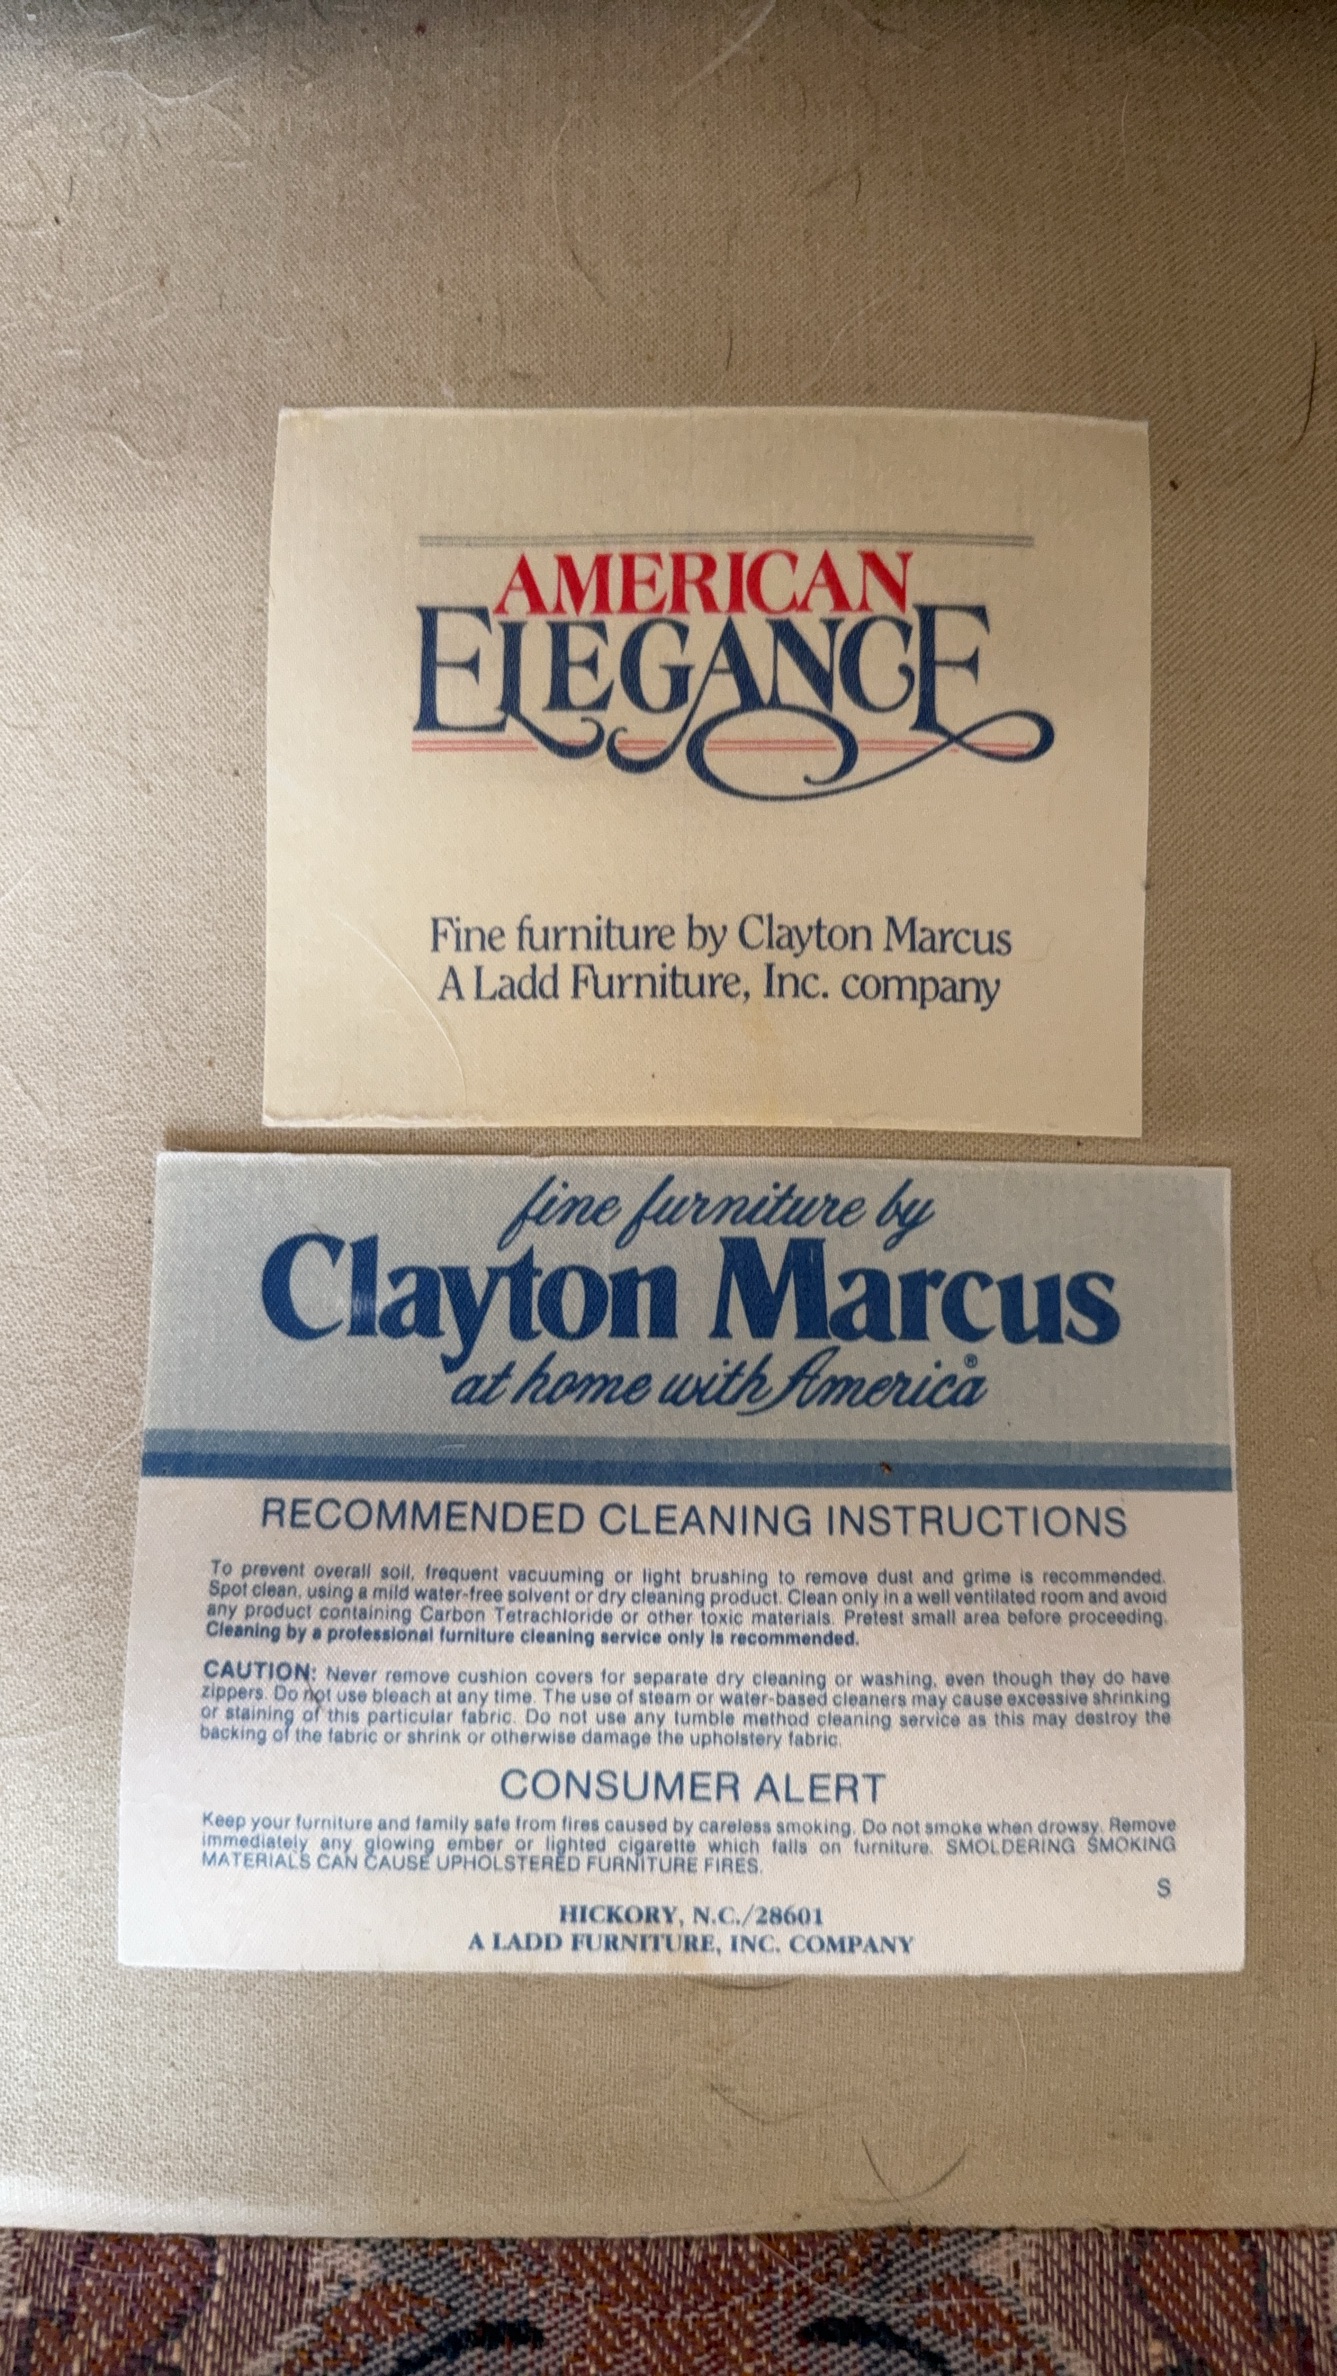 AMERICAN
ELEGANCE
Fine furniture by Clayton Marcus
A Ladd Furniture, Inc. company
fine furniture by
Clayton Marcus
at home with America®
RECOMMENDED CLEANING INSTRUCTIONS
To prevent overall soil, frequent vacuuming or light brushing to remove dust and grime is recommended.
Spot clean, using a mild water-free solvent or dry cleaning product. Clean only in a well ventilated room and avoid
any product containing Carbon Tetrachloride or other toxic materials. Pretest small area before proceeding.
Cleaning by a professional furniture cleaning service only is recommended.
CAUTION: Never remove cushion covers for separate dry cleaning or washing, even though they do have
zippers. Do not use bleach at any time. The use of steam or water-based cleaners may cause excessive shrinking
or staining of this particular fabric. Do not use any tumble method cleaning service as this may destroy the
backing of the fabric or shrink or otherwise damage the upholstery fabric.
CONSUMER ALERT
Keep your furniture and family safe from fires caused by careless smoking. Do not smoke when drowsy. Remove
immediately any glowing ember or lighted cigarette which falls on furniture. SMOLDERING SMOKING
MATERIALS CAN CAUSE UPHOLSTERED FURNITURE FIRES.
S
HICKORY, N.C./28601
A LADD FURNITURE, INC. COMPANY